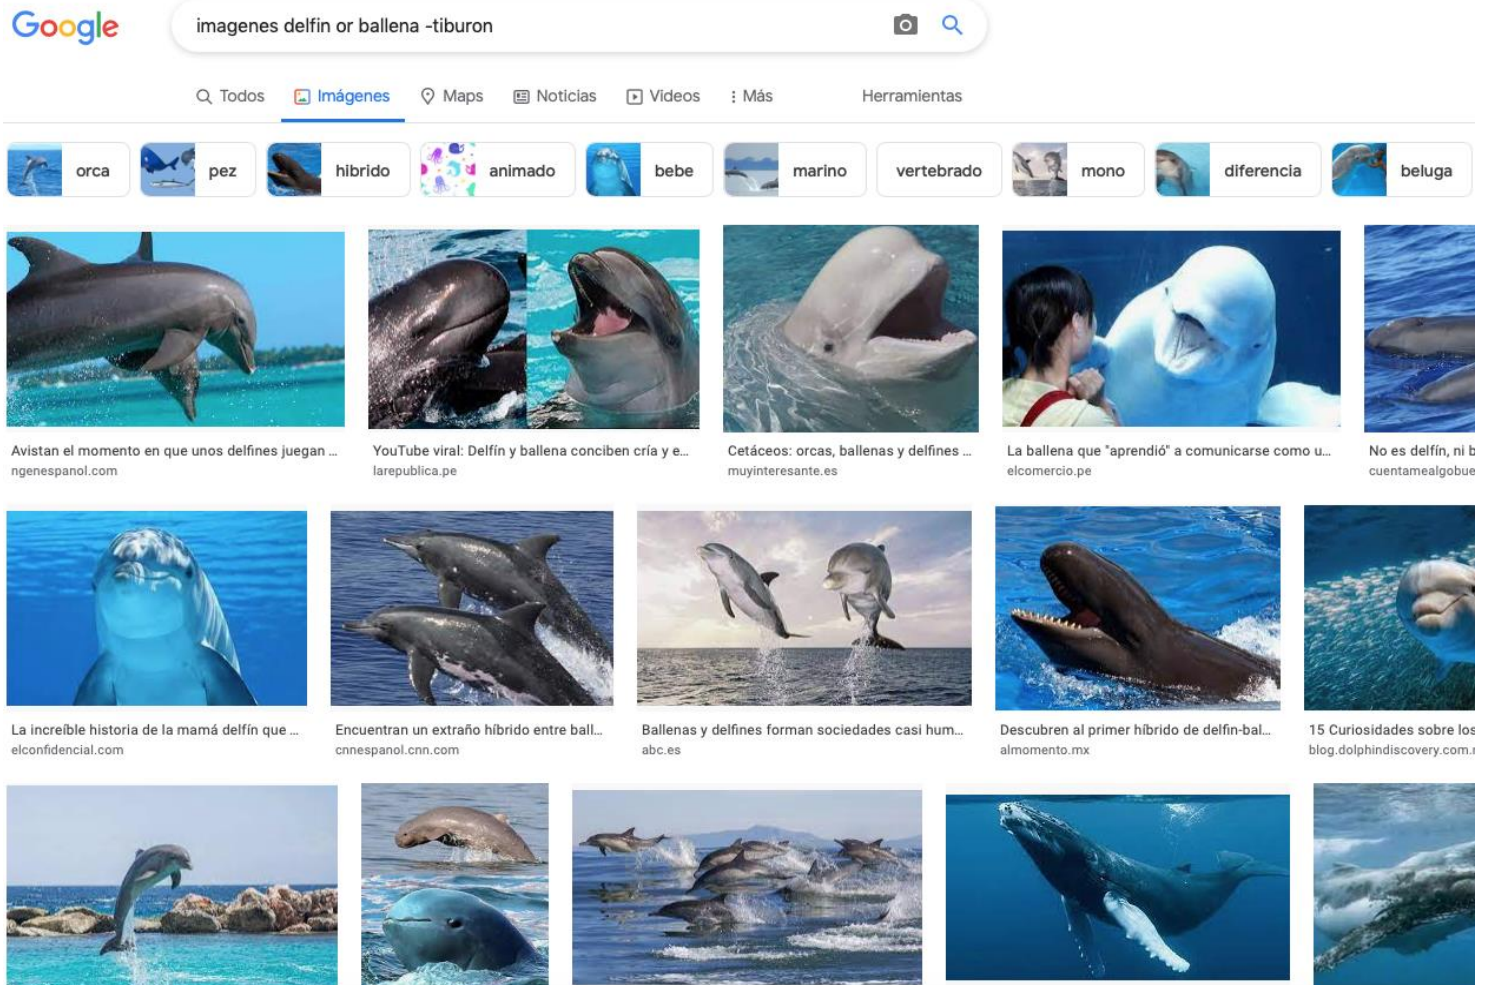 Google
imagenes delfin or ballena -tiburon
Todos Imágenes Maps Noticias Videos Más Herramientas
orca pez hibrido animado bebe marino vertebrado mono diferencia beluga
Avistan el momento en que unos delfines juegan ...
ngenespanol.com
YouTube viral: Delfín y ballena conciben cría y e...
larepublica.pe
Cetáceos: orcas, ballenas y delfines ...
muyinteresante.es
La ballena que "aprendió" a comunicarse como u...
elcomercio.pe
No es delfín, ni b
cuentamealgobue
La increíble historia de la mamá delfín que ...
elconfidencial.com
Encuentran un extraño híbrido entre ball...
cnnespanol.cnn.com
Ballenas y delfines forman sociedades casi hum...
abc.es
Descubren al primer híbrido de delfin-bal...
almomento.mx
15 Curiosidades sobre los
blog.dolphindiscovery.com.